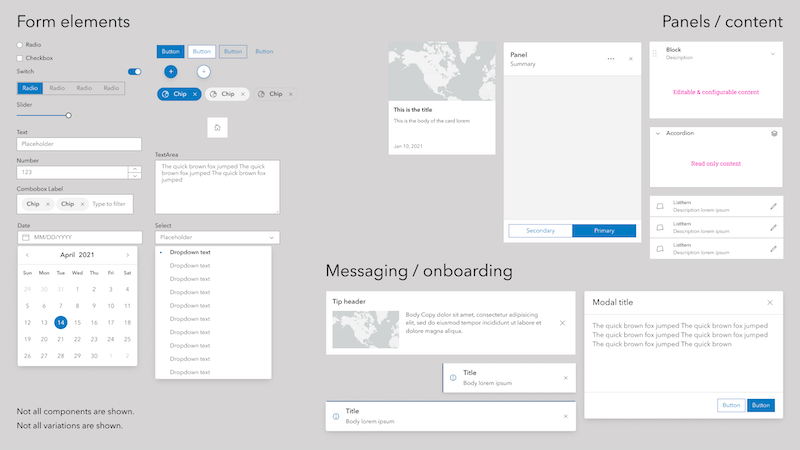 Form elements
Radio
Checkbox
Switch
Radio Radio Radio Radio
Slider
Text
Placeholder
Number
123
Combobox Label
Chip Chip Type to filter
Date
MM/DD/YYYY
April 2021
Sun Mon Tue Wed Thu Fri Sat
29 30 31 1 2 3 4
5 6 7 8 9 10 11
12 13 14 15 16 17 18
19 20 21 22 23 24 25
26 27 28 29 30 1 2
Not all components are shown.
Not all variations are shown.
Button Button Button Button
Chip Chip Chip
TextArea
The quick brown fox jumped The quick
brown fox jumped The quick brown fox
jumped
Select
Placeholder
Dropdown text
Dropdown text
Dropdown text
Dropdown text
Dropdown text
Dropdown text
Dropdown text
Dropdown text
Dropdown text
Dropdown text
Panels / content
This is the title
This is the body of the card lorem
Jan 10, 2021
Panel
Summary
Secondary Primary
Block
Description
Editable & configurable content
Accordion
Read only content
ListItem
Description lorem ipsum
ListItem
Description lorem ipsum
ListItem
Description lorem ipsum
Messaging / onboarding
Tip header
Body Copy dolor sit amet, consectetur adipisicing
elit, sed do eiusmod tempor incididunt ut labore et
dolore magna aliqua.
Title
Body lorem ipsum
Title
Body lorem ipsum
Modal title
The quick brown fox jumped The quick brown fox jumped
The quick brown fox jumped The quick brown fox jumped
The quick brown fox jumped The quick brown
Button Button